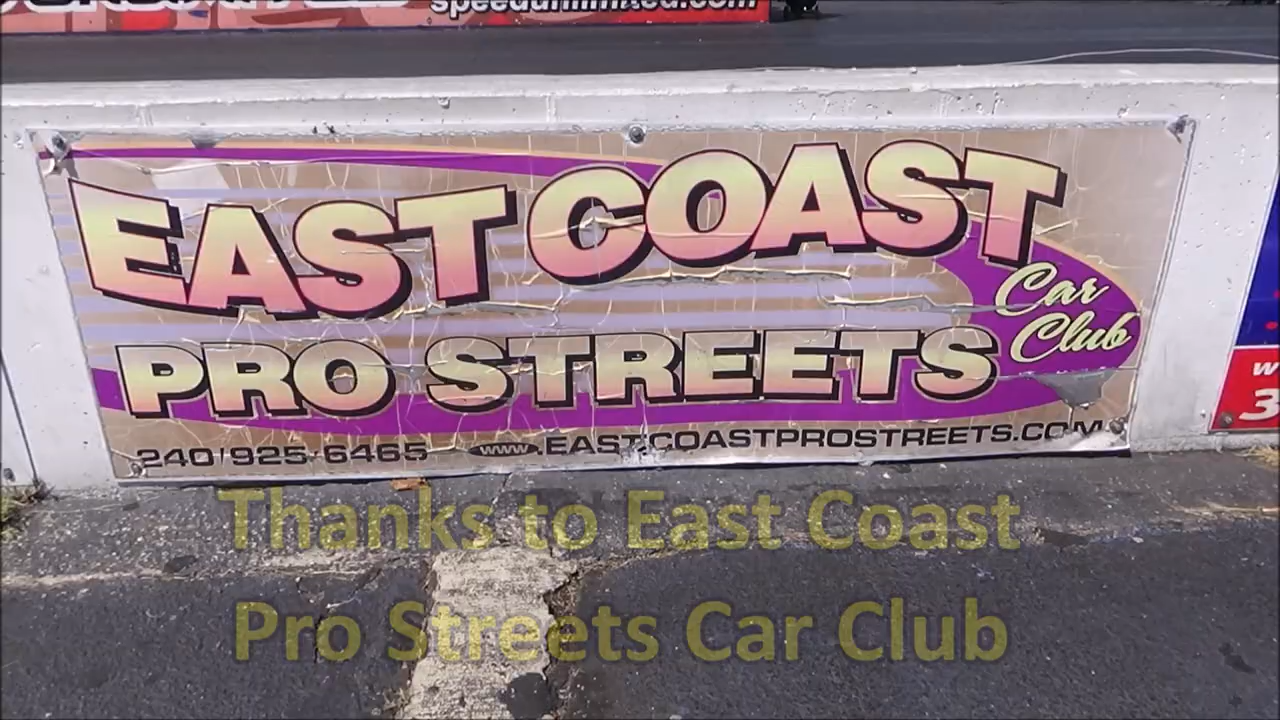 speedunlimited.com
EAST COAST
PRO STREETS
Car
Club
240/925-6465 www.EASTCOASTPROSTREETS.COM
W
3
Thanks to East Coast
Pro Streets Car Club